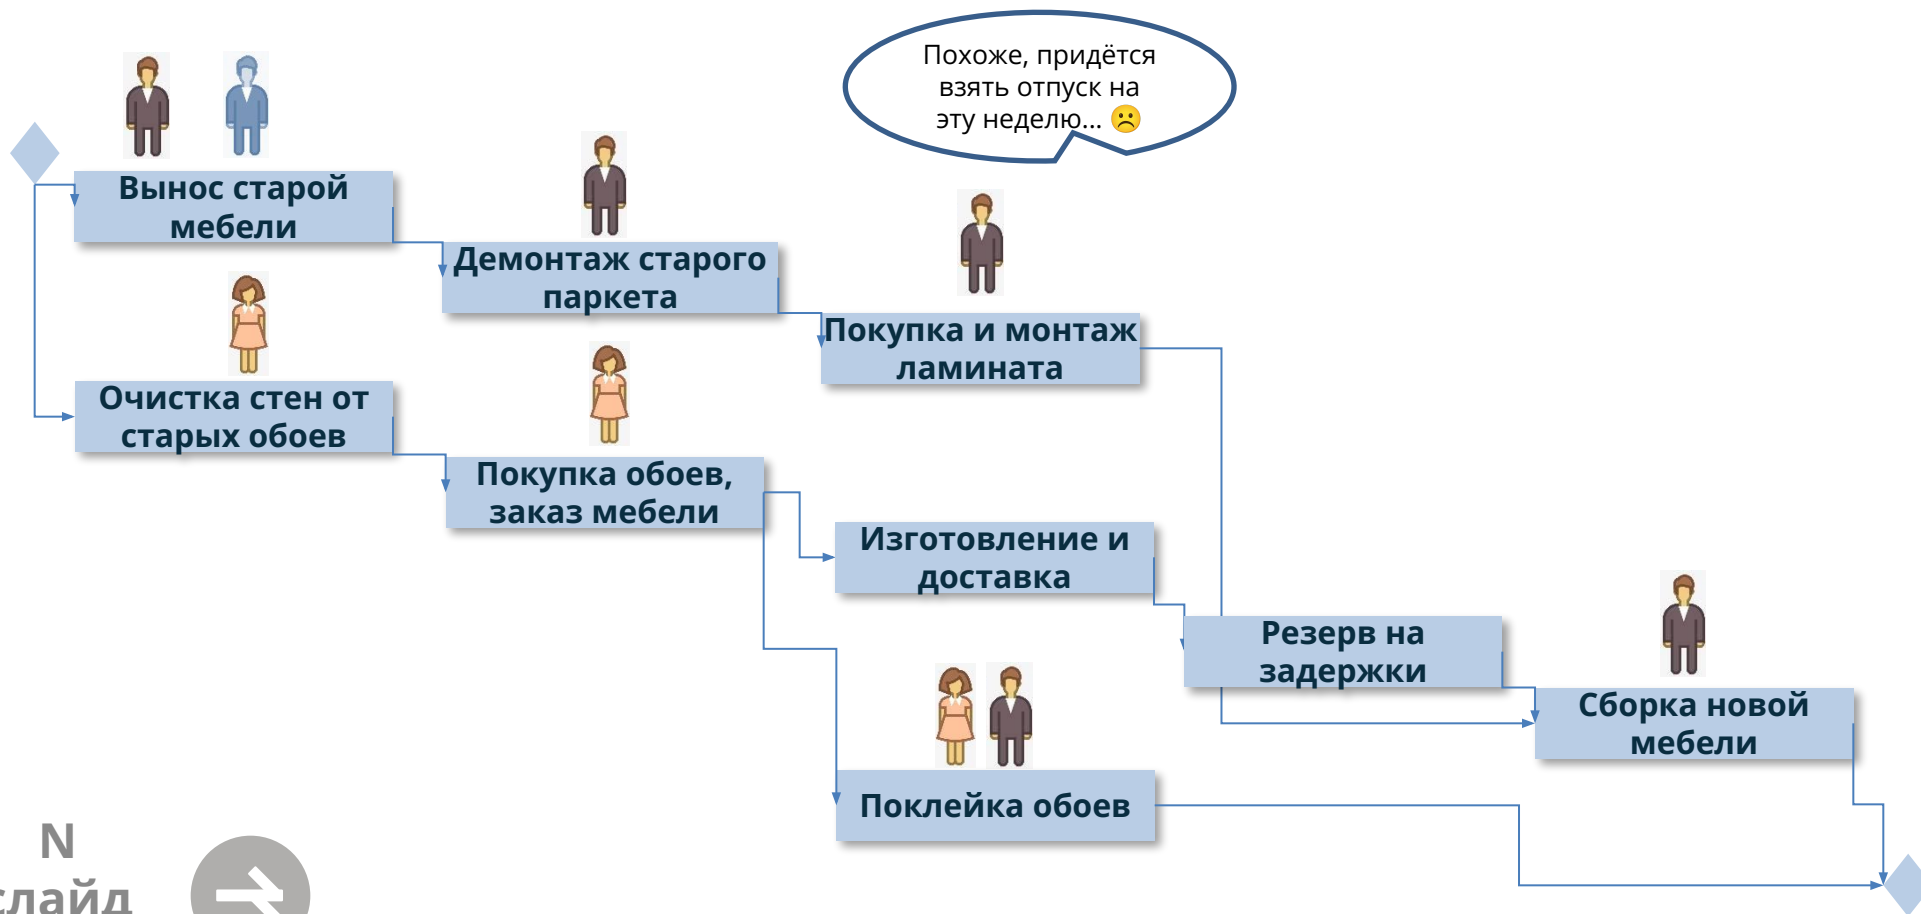 Похоже, придётся
взять отпуск на
эту неделю... ☹
Вынос старой
мебели
Демонтаж старого
паркета
Покупка и монтаж
ламината
Очистка стен от
старых обоев
Покупка обоев,
заказ мебели
Изготовление и
доставка
Резерв на
задержки
Сборка новой
мебели
Поклейка обоев
N
слайд